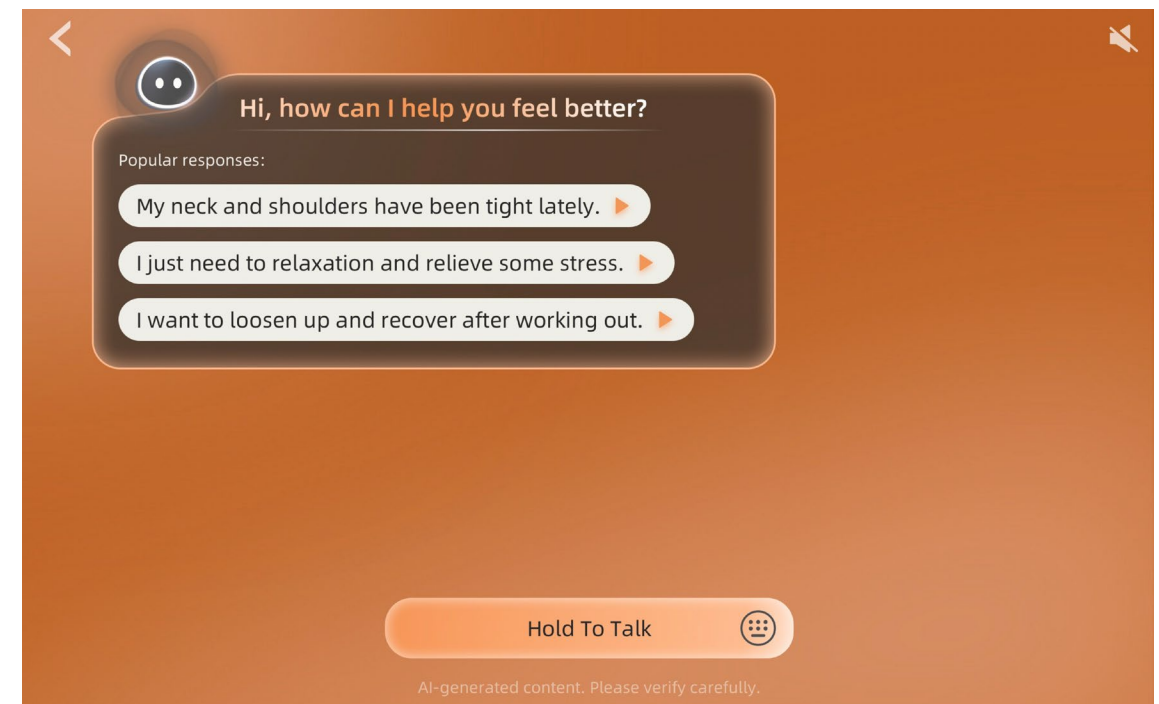 Hi, how can I help you feel better?
Popular responses:
My neck and shoulders have been tight lately.
I just need to relaxation and relieve some stress.
I want to loosen up and recover after working out.
Hold To Talk
AI-generated content. Please verify carefully.